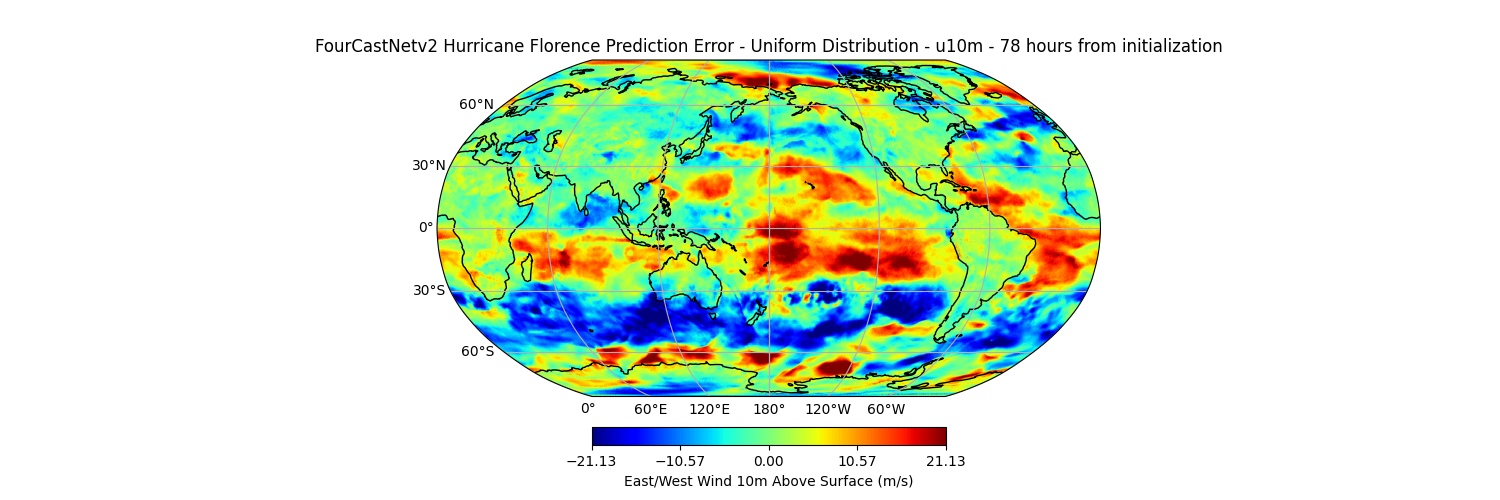 FourCastNetv2 Hurricane Florence Prediction Error - Uniform Distribution - u10m - 78 hours from initialization
60°N
30°N
0°
30°S
60°S
0° 60°E 120°E 180° 120°W 60°W
−21.13 −10.57 0.00 10.57 21.13
East/West Wind 10m Above Surface (m/s)